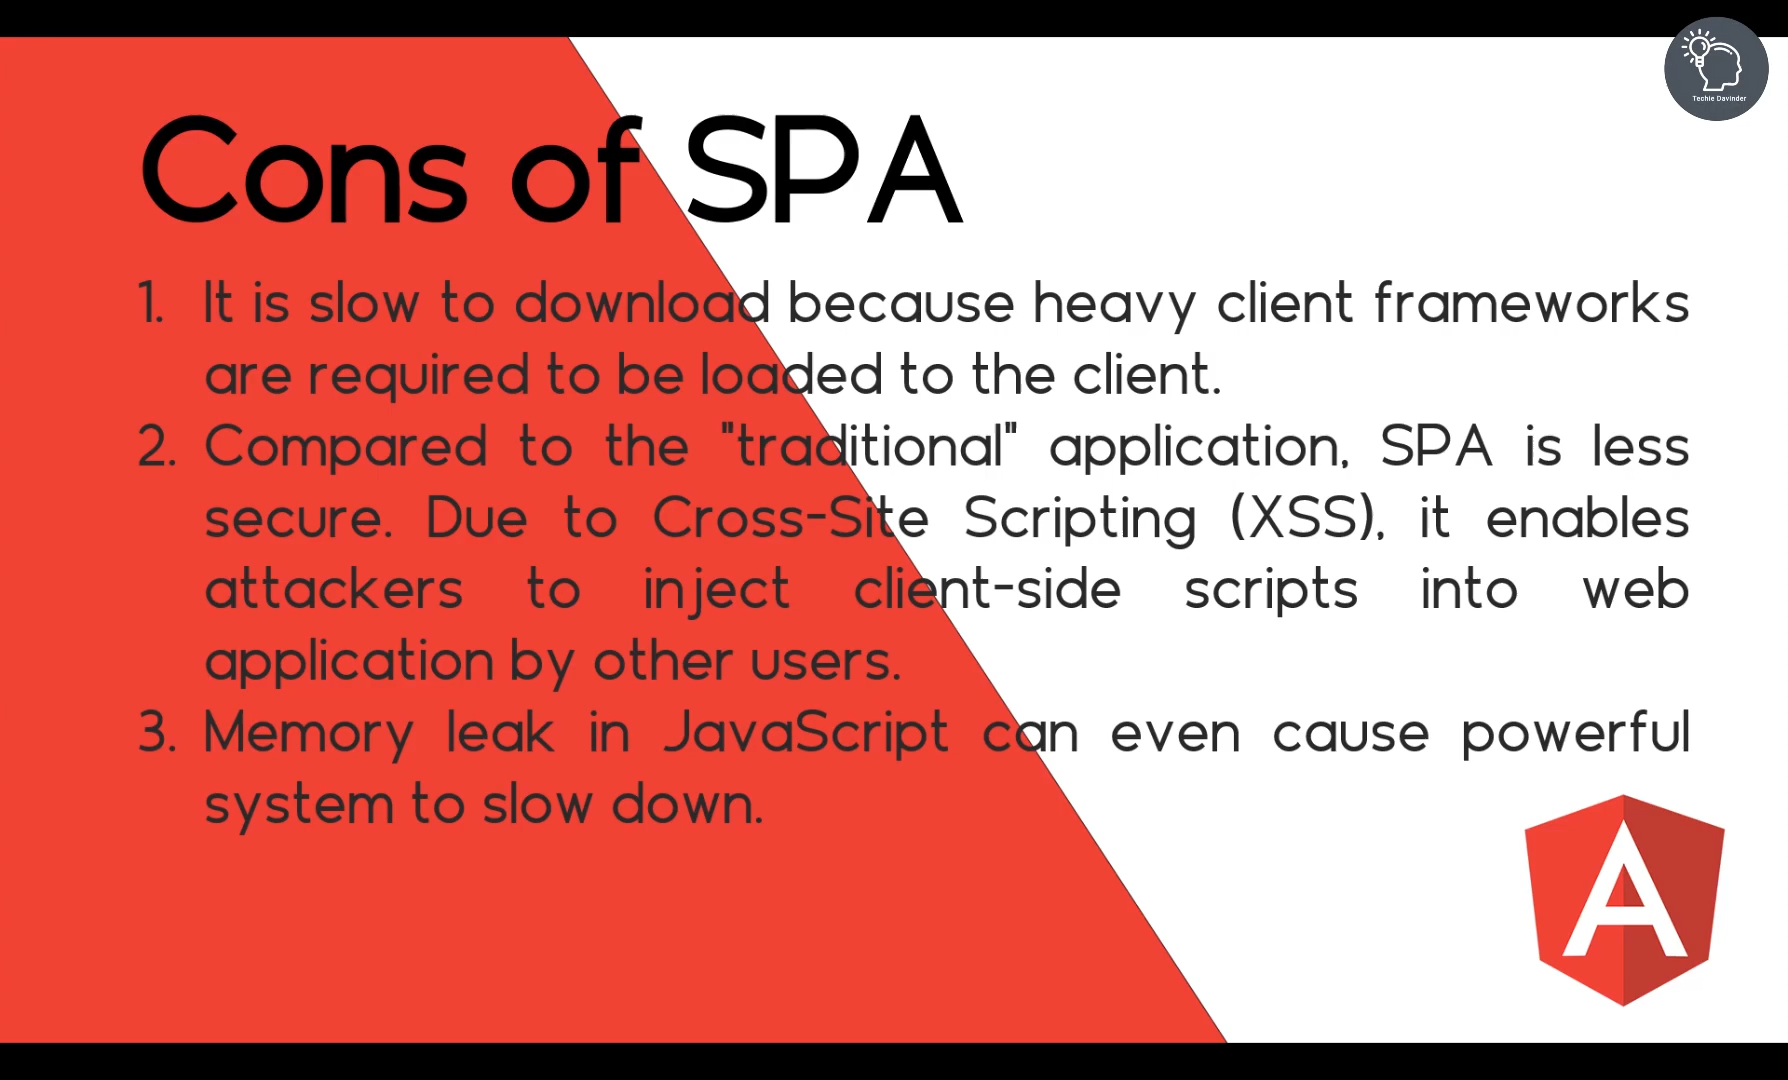 Techie Davinder
Cons of SPA
1. It is slow to download because heavy client frameworks
are required to be loaded to the client.
2. Compared to the "traditional" application, SPA is less
secure. Due to Cross-Site Scripting (XSS), it enables
attackers to inject client-side scripts into web
application by other users.
3. Memory leak in JavaScript can even cause powerful
system to slow down.
A